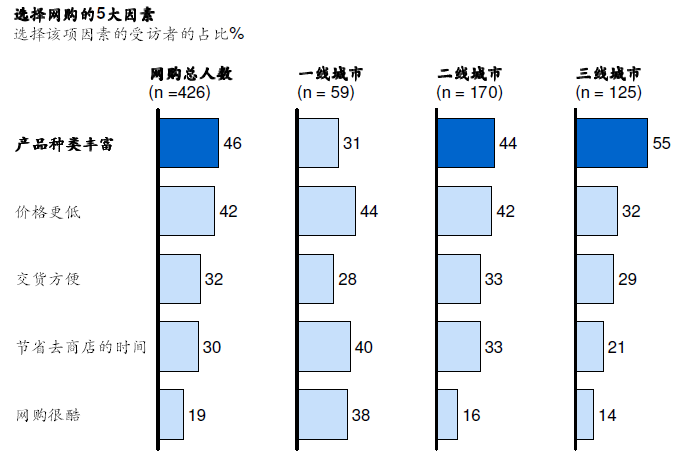 选择网购的5大因素
选择该项因素的受访者的占比%
网购总人数 一线城市 二线城市 三线城市
(n =426) (n = 59) (n = 170) (n = 125)
产品种类丰富 46 31 44 55
价格更低 42 44 42 32
交货方便 32 28 33 29
节省去商店的时间 30 40 33 21
网购很酷 19 38 16 14